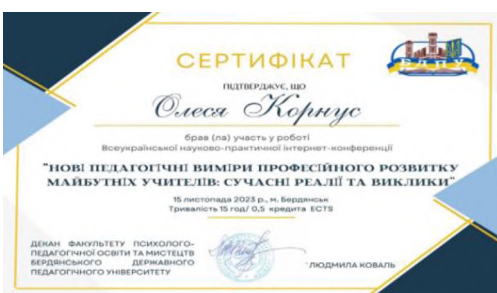 СЕРТИФІКАТ
ПІДТВЕРДЖУЄ, ЩО
Олеся Корнус
брав (ла) участь у роботі
Всеукраїнської науково-практичної інтернет-конференції
"НОВІ ПЕДАГОГІЧНІ ВИМІРИ ПРОФЕСІЙНОГО РОЗВИТКУ
МАЙБУТНІХ УЧИТЕЛІВ: СУЧАСНІ РЕАЛІЇ ТА ВИКЛИКИ"
15 листопада 2023 р., м. Бердянськ
Тривалість 15 год/ 0,5 кредита ECTS
ДЕКАН ФАКУЛЬТЕТУ ПСИХОЛОГО-
ПЕДАГОГІЧНОЇ ОСВІТИ ТА МИСТЕЦТВ
БЕРДЯНСЬКОГО ДЕРЖАВНОГО
ПЕДАГОГІЧНОГО УНІВЕРСИТЕТУ
ЛЮДМИЛА КОВАЛЬ